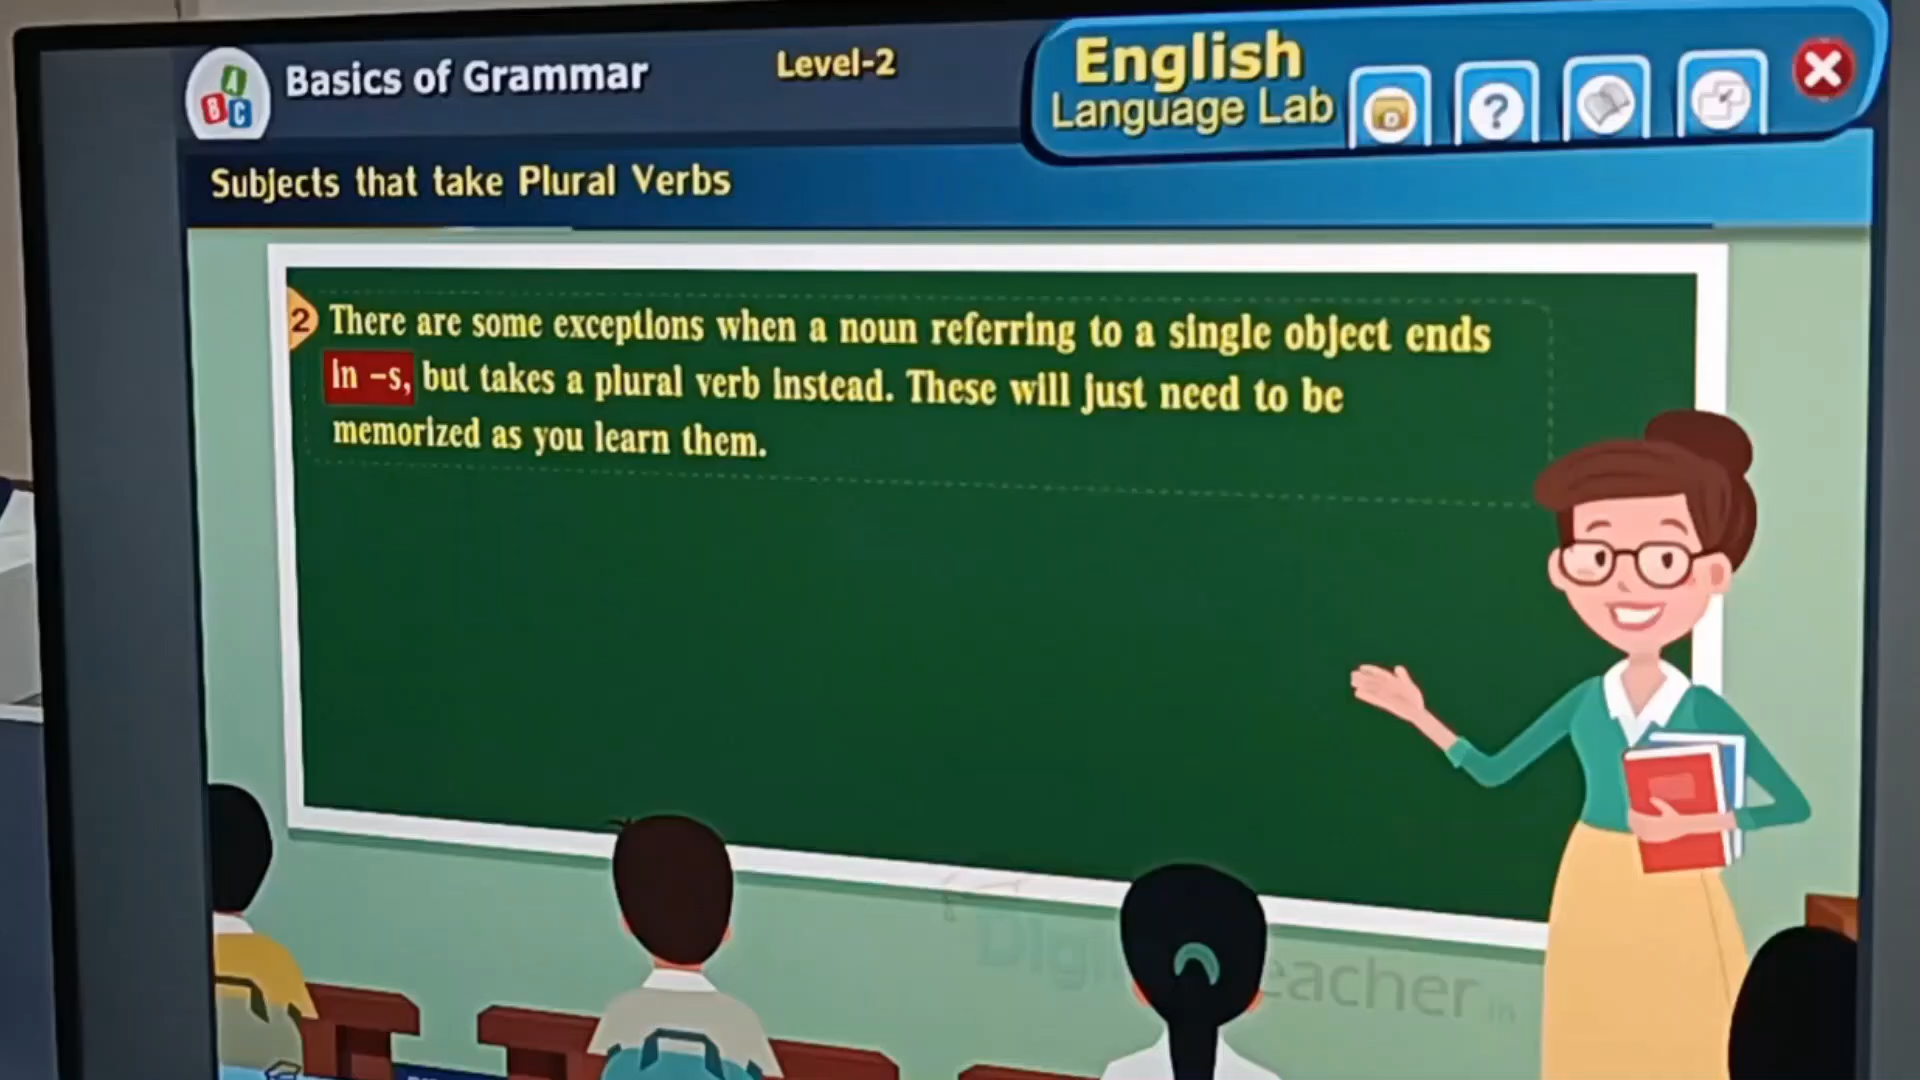 Basics of Grammar
Level-2
English
Language Lab
A
B C
?
Subjects that take Plural Verbs
2 There are some exceptions when a noun referring to a single object ends
in –s, but takes a plural verb instead. These will just need to be
memorized as you learn them.
eacher